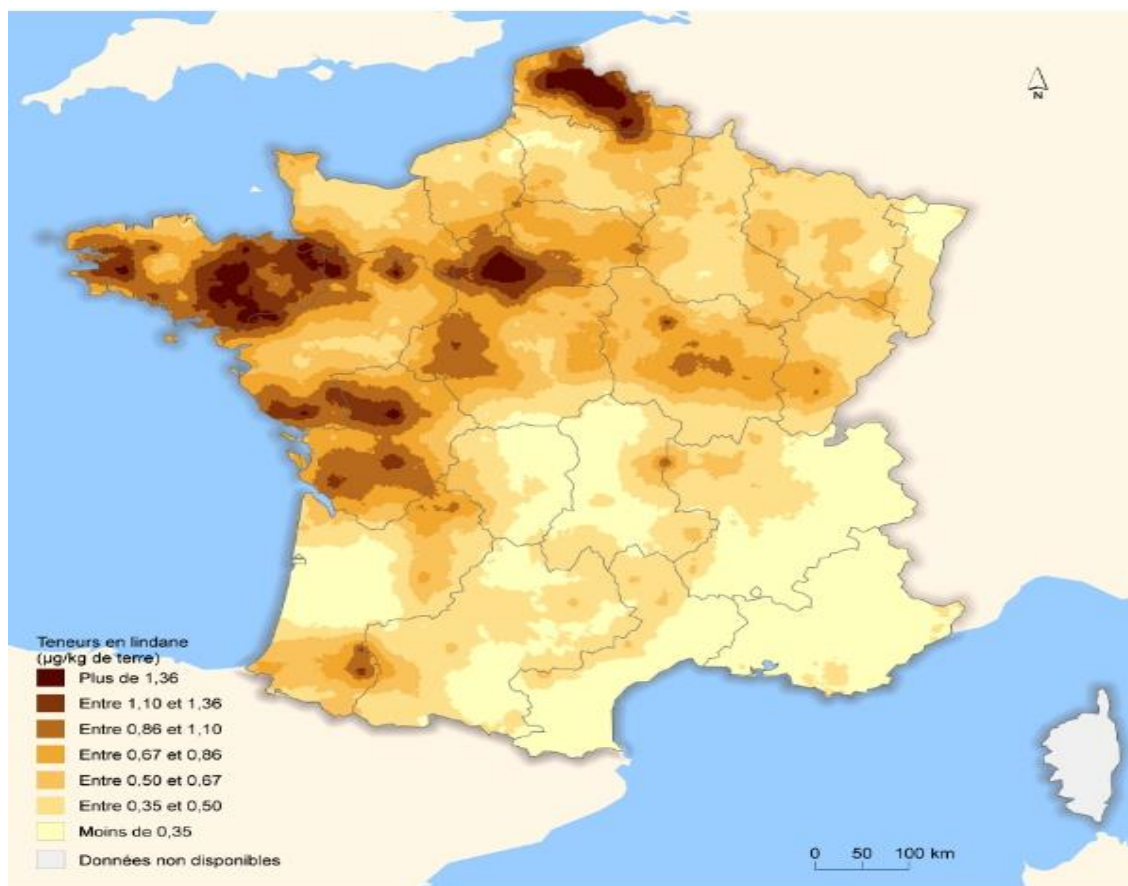 N
Teneurs en lindane
(µg/kg de terre)
Plus de 1,36
Entre 1,10 et 1,36
Entre 0,86 et 1,10
Entre 0,67 et 0,86
Entre 0,50 et 0,67
Entre 0,35 et 0,50
Moins de 0,35
Données non disponibles
0 50 100 km